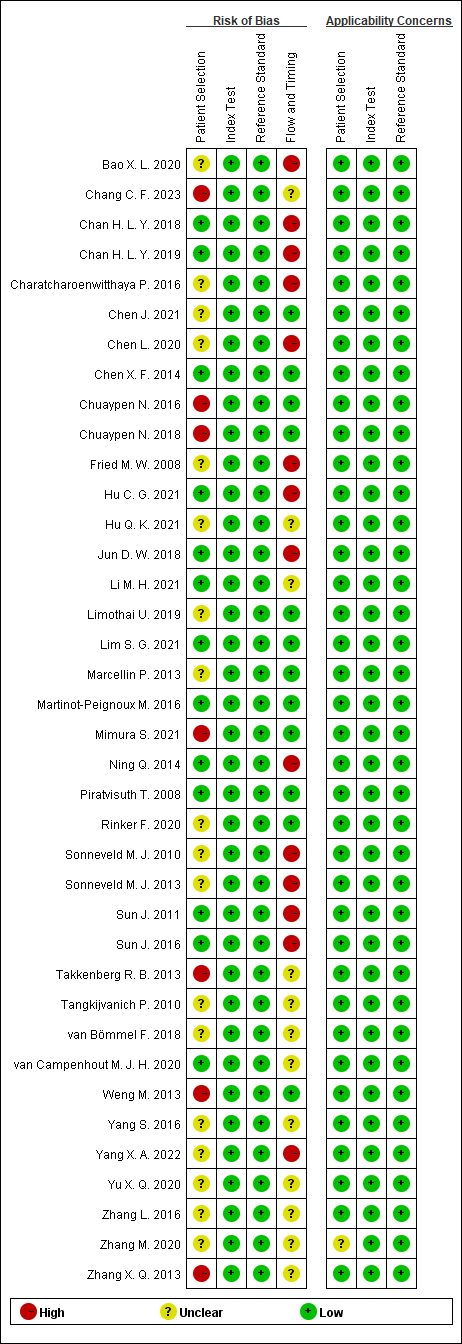 Risk of Bias Applicability Concerns
Patient Selection Index Test Reference Standard Flow and Timing Patient Selection Index Test Reference Standard
Bao X. L. 2020 ? + + - + + +
Chang C. F. 2023 - + + ? + + +
Chan H. L. Y. 2018 + + + - + + +
Chan H. L. Y. 2019 + + + - + + +
Charatcharoenwitthaya P. 2016 ? + + - + + +
Chen J. 2021 ? + + + + + +
Chen L. 2020 ? + + - + + +
Chen X. F. 2014 + + + + + + +
Chuaypen N. 2016 - + + + + + +
Chuaypen N. 2018 - + + + + + +
Fried M. W. 2008 ? + + - + + +
Hu C. G. 2021 + + + - + + +
Hu Q. K. 2021 ? + + ? + + +
Jun D. W. 2018 + + + - + + +
Li M. H. 2021 + + + ? + + +
Limothai U. 2019 ? + + + + + +
Lim S. G. 2021 + + + + + + +
Marcellin P. 2013 ? + + + + + +
Martinot-Peignoux M. 2016 + + + + + + +
Mimura S. 2021 - + + + + + +
Ning Q. 2014 + + + - + + +
Piratvisuth T. 2008 + + + + + + +
Rinker F. 2020 ? + + + + + +
Sonneveld M. J. 2010 ? + + - + + +
Sonneveld M. J. 2013 ? + + - + + +
Sun J. 2011 + + + - + + +
Sun J. 2016 + + + - + + +
Takkenberg R. B. 2013 - + + ? + + +
Tangkijvanich P. 2010 ? + + ? + + +
van Bömmel F. 2018 ? + + ? + + +
van Campenhout M. J. H. 2020 + + + ? + + +
Weng M. 2013 - + + + + + +
Yang S. 2016 ? + + ? + + +
Yang X. A. 2022 ? + + - + + +
Yu X. Q. 2020 ? + + ? + + +
Zhang L. 2016 ? + + ? + + +
Zhang M. 2020 ? + + ? ? + +
Zhang X. Q. 2013 - + + ? + + +
- High ? Unclear + Low